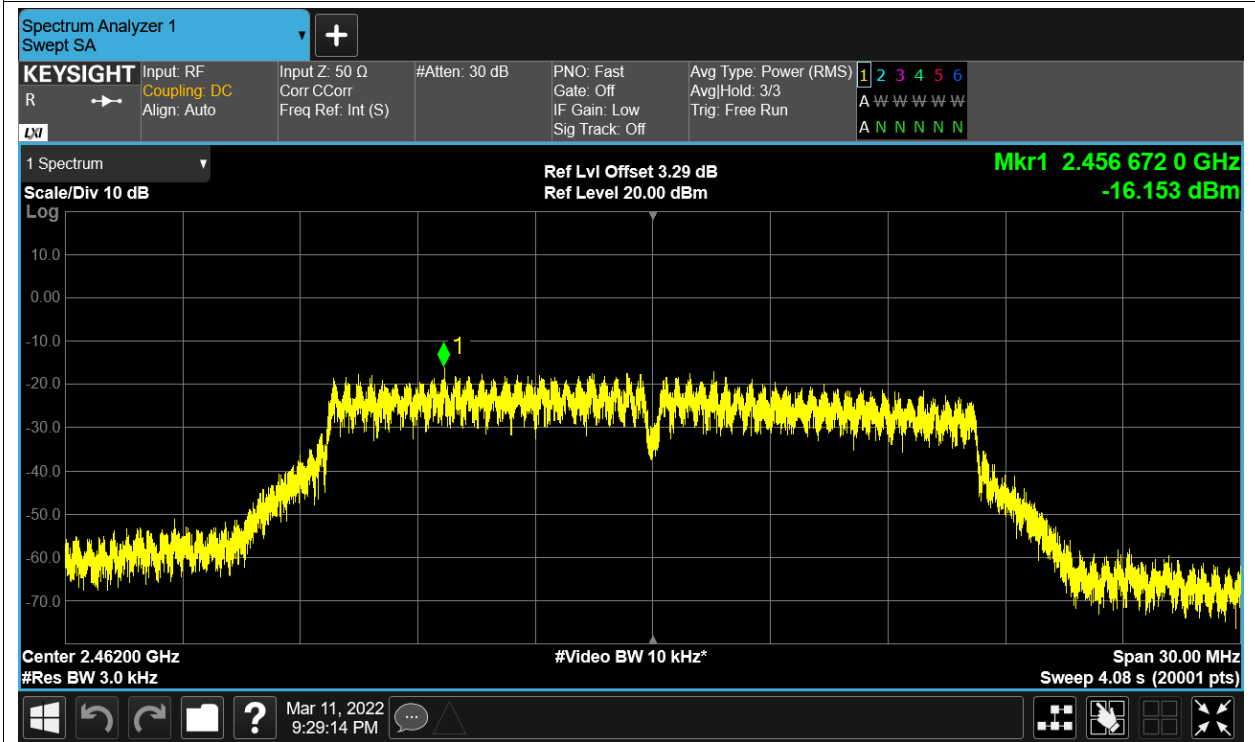 Spectrum Analyzer 1
Swept SA
+
KEYSIGHT
R
LXI
Input: RF
Coupling: DC
Align: Auto
Input Z: 50 Ω
Corr CCorr
Freq Ref: Int (S)
#Atten: 30 dB
PNO: Fast
Gate: Off
IF Gain: Low
Sig Track: Off
Avg Type: Power (RMS)
Avg|Hold: 3/3
Trig: Free Run
1 2 3 4 5 6
A W W W W W
A N N N N N
1 Spectrum
Scale/Div 10 dB
Log
Ref Lvl Offset 3.29 dB
Ref Level 20.00 dBm
Mkr1 2.456 672 0 GHz
-16.153 dBm
10.0
0.00
-10.0
-20.0
-30.0
-40.0
-50.0
-60.0
-70.0
1
Center 2.46200 GHz
#Res BW 3.0 kHz
#Video BW 10 kHz*
Span 30.00 MHz
Sweep 4.08 s (20001 pts)
?
Mar 11, 2022
9:29:14 PM